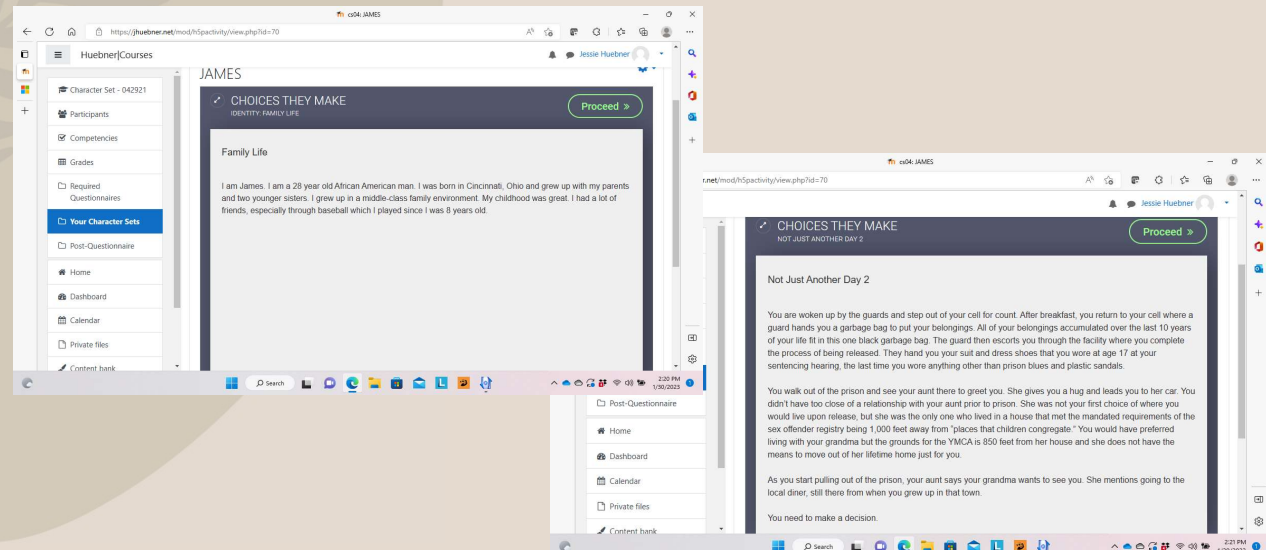 cs04: JAMES
https://jhuebner.net/mod/h5pactivity/view.php?id=70
Huebner|Courses
Jessie Huebner
Character Set - 042921
Participants
Competencies
Grades
Required
Questionnaires
Your Character Sets
Post-Questionnaire
Home
Dashboard
Calendar
Private files
Content bank
JAMES
CHOICES THEY MAKE
IDENTITY: FAMILY LIFE
Proceed »
Family Life
I am James. I am a 28 year old African American man. I was born in Cincinnati, Ohio and grew up with my parents
and two younger sisters. I grew up in a middle-class family environment. My childhood was great. I had a lot of
friends, especially through baseball which I played since I was 8 years old.
Search
2:20 PM
1/30/2023
cs04: JAMES
r.net/mod/h5pactivity/view.php?id=70
Jessie Huebner
CHOICES THEY MAKE
NOT JUST ANOTHER DAY 2
Proceed »
Not Just Another Day 2
You are woken up by the guards and step out of your cell for count. After breakfast, you return to your cell where a
guard hands you a garbage bag to put your belongings. All of your belongings accumulated over the last 10 years
of your life fit in this one black garbage bag. The guard then escorts you through the facility where you complete
the process of being released. They hand you your suit and dress shoes that you wore at age 17 at your
sentencing hearing, the last time you wore anything other than prison blues and plastic sandals.
You walk out of the prison and see your aunt there to greet you. She gives you a hug and leads you to her car. You
didn't have too close of a relationship with your aunt prior to prison. She was not your first choice of where you
would live upon release, but she was the only one who lived in a house that met the mandated requirements of the
sex offender registry being 1,000 feet away from "places that children congregate." You would have preferred
living with your grandma but the grounds for the YMCA is 850 feet from her house and she does not have the
means to move out of her lifetime home just for you.
As you start pulling out of the prison, your aunt says your grandma wants to see you. She mentions going to the
local diner, still there from when you grew up in that town.
You need to make a decision.
Post-Questionnaire
Home
Dashboard
Calendar
Private files
Content bank
Search
2:21 PM